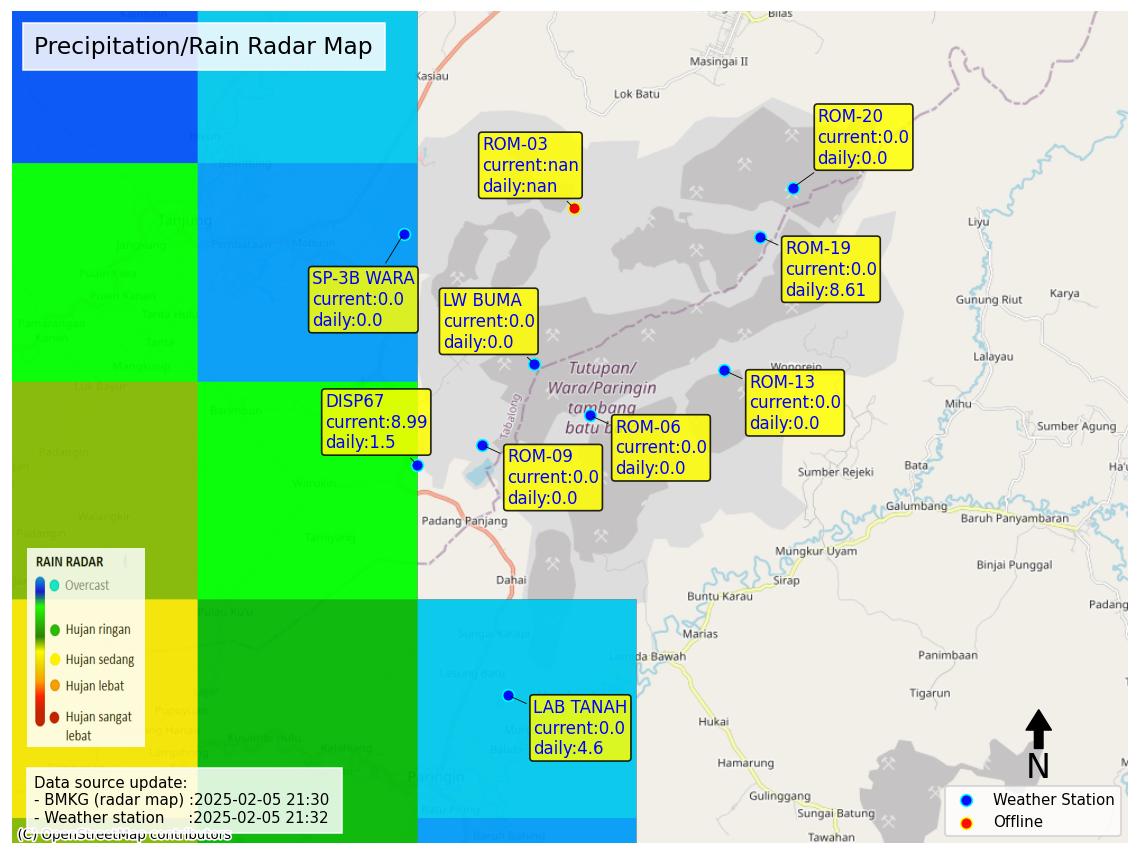 Precipitation/Rain Radar Map
Bilas
Masingai II
Kasiau
Lok Batu
ROM-20
current:0.0
daily:0.0
ROM-03
current:nan
daily:nan
Tanjung
Liyu
ROM-19
current:0.0
daily:8.61
SP-3B WARA
current:0.0
daily:0.0
LW BUMA
current:0.0
daily:0.0
Gunung Riut
Karya
Lalayau
Tutupan/
Wara/Paringin
tambang
batu b
Wonorejo
ROM-13
current:0.0
daily:0.0
Mihu
DISP67
current:8.99
daily:1.5
Tabalong
ROM-06
current:0.0
daily:0.0
Sumber Agung
ROM-09
current:0.0
daily:0.0
Sumber Rejeki
Bata
Ha'u
Galumbang
Baruh Panyambaran
Padang Panjang
Mungkur Uyam
Binjai Punggal
Dahai
Sirap
Buntu Karau
Padang
Marias
Panimbaan
Tigarun
Hukai
Hamarung
Gulinggang
Sungai Batung
Tawahan
Paringin
RAIN RADAR
Overcast
Hujan ringan
Hujan sedang
Hujan lebat
Hujan sangat
lebat
LAB TANAH
current:0.0
daily:4.6
N
Weather Station
Offline
Data source update:
- BMKG (radar map) :2025-02-05 21:30
- Weather station :2025-02-05 21:32
(C) OpenStreetMap contributors